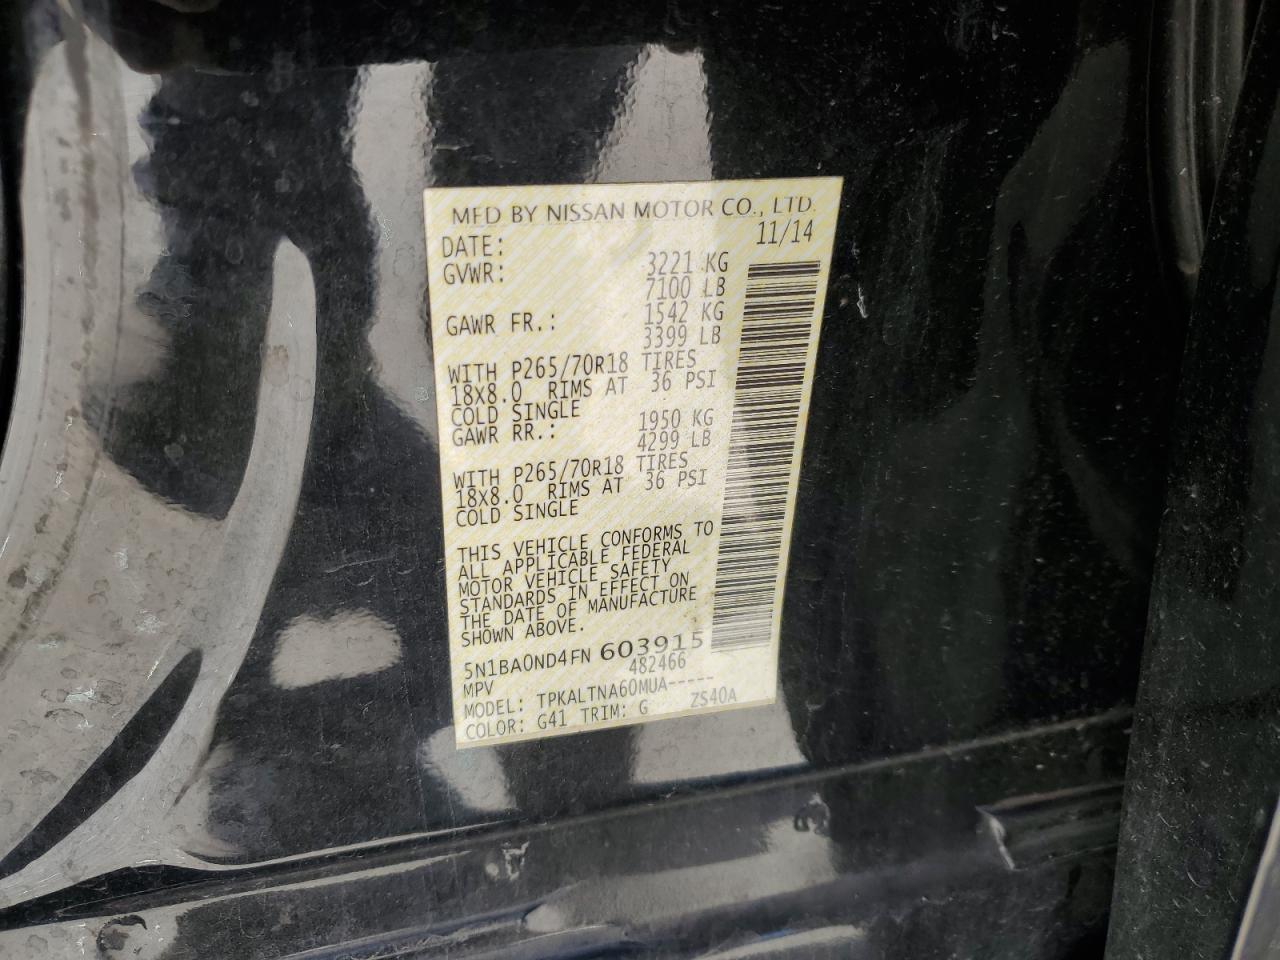 MFD BY NISSAN MOTOR CO., LTD.
DATE: 11/14
GVWR: 3221 KG
7100 LB
GAWR FR.: 1542 KG
3399 LB
WITH P265/70R18 TIRES
18X8.0 RIMS AT 36 PSI
COLD SINGLE
GAWR RR.: 1950 KG
4299 LB
WITH P265/70R18 TIRES
18X8.0 RIMS AT 36 PSI
COLD SINGLE
THIS VEHICLE CONFORMS TO
ALL APPLICABLE FEDERAL
MOTOR VEHICLE SAFETY
STANDARDS IN EFFECT ON
THE DATE OF MANUFACTURE
SHOWN ABOVE.
5N1BA0ND4FN 603915
MPV 482466
MODEL: TPKALTNA60MUA-----
COLOR: G41 TRIM: G ZS40A